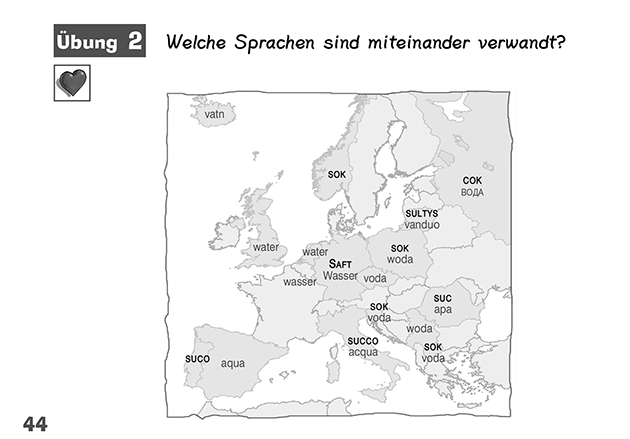 Übung 2
Welche Sprachen sind miteinander verwandt?
vatn
SOK
СОК
ВОДА
SULTYS
vanduo
water
water
SAFT
Wasser
SOK
woda
wasser
voda
SOK
voda
SUC
apa
woda
SUCCO
acqua
SOK
voda
SUCO
aqua
44